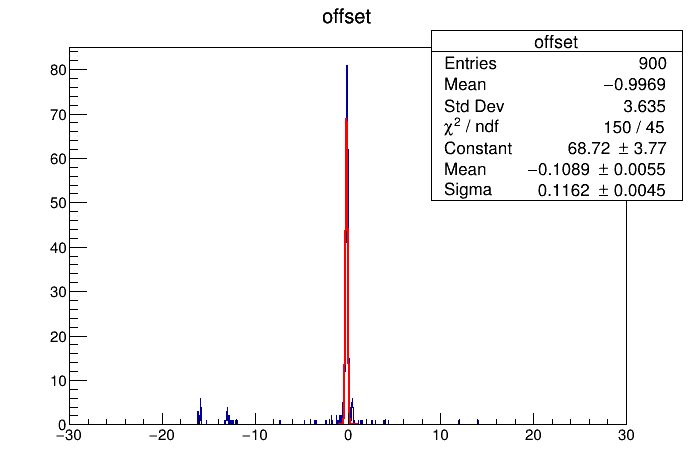 offset
offset
Entries 900
Mean −0.9969
Std Dev 3.635
χ² / ndf 150 / 45
Constant 68.72 ± 3.77
Mean −0.1089 ± 0.0055
Sigma 0.1162 ± 0.0045
80
70
60
50
40
30
20
10
0
−30 −20 −10 0 10 20 30